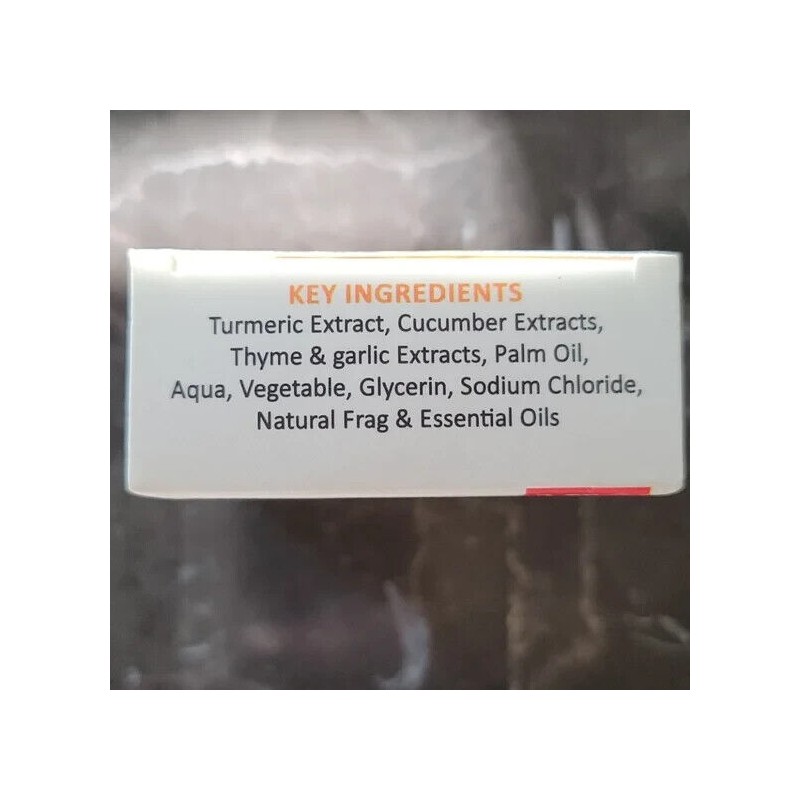 KEY INGREDIENTS
Turmeric Extract, Cucumber Extracts,
Thyme & garlic Extracts, Palm Oil,
Aqua, Vegetable, Glycerin, Sodium Chloride,
Natural Frag & Essential Oils